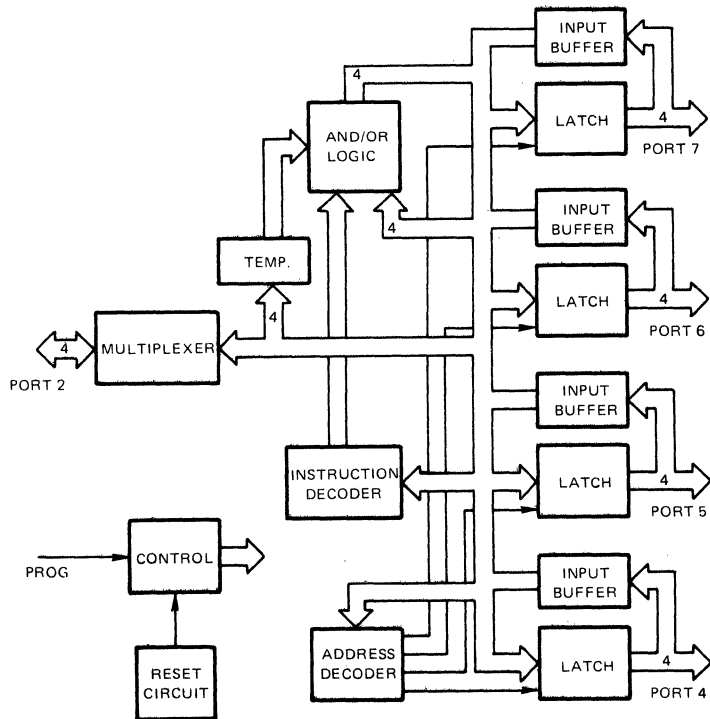 INPUT
BUFFER
4
AND/OR
LOGIC
LATCH
4
PORT 7
INPUT
BUFFER
4
TEMP.
LATCH
4
PORT 6
4
4
MULTIPLEXER
PORT 2
INPUT
BUFFER
INSTRUCTION
DECODER
LATCH
4
PORT 5
CONTROL
PROG
INPUT
BUFFER
ADDRESS
DECODER
LATCH
4
PORT 4
RESET
CIRCUIT